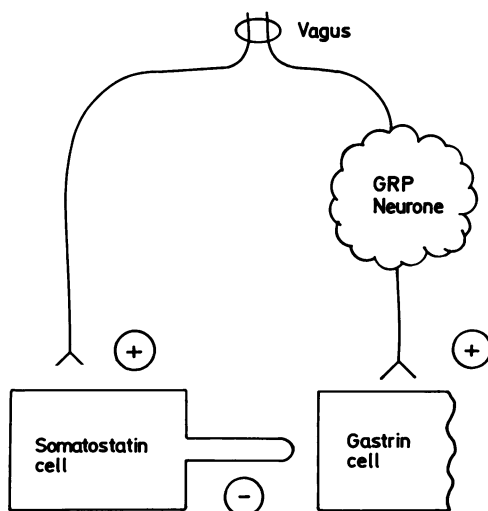 Vagus
GRP
Neurone
+
+
Somatostatin
cell
Gastrin
cell
−